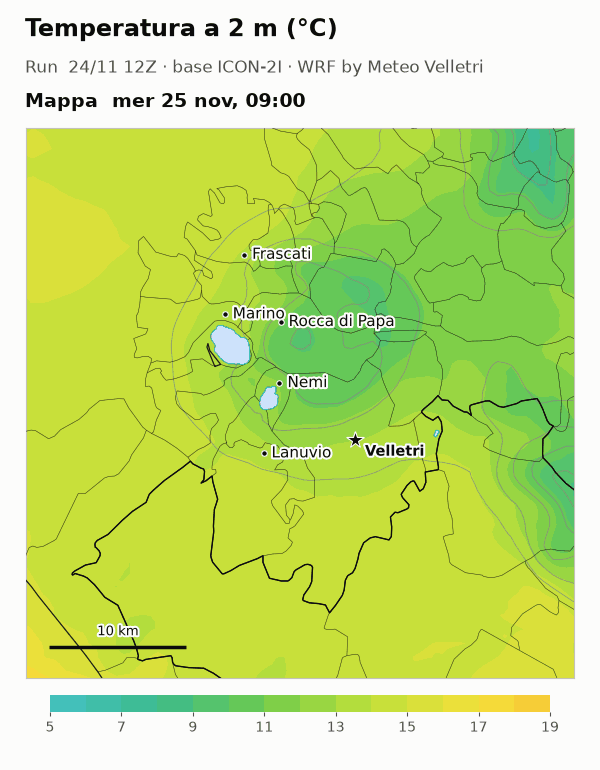 Temperatura a 2 m (°C)
Run  24/11 12Z · base ICON-2I · WRF by Meteo Velletri
Mappa  mer 25 nov, 09:00
Frascati
Marino
Rocca di Papa
Nemi
Velletri
Lanuvio
10 km
5 7 9 11 13 15 17 19